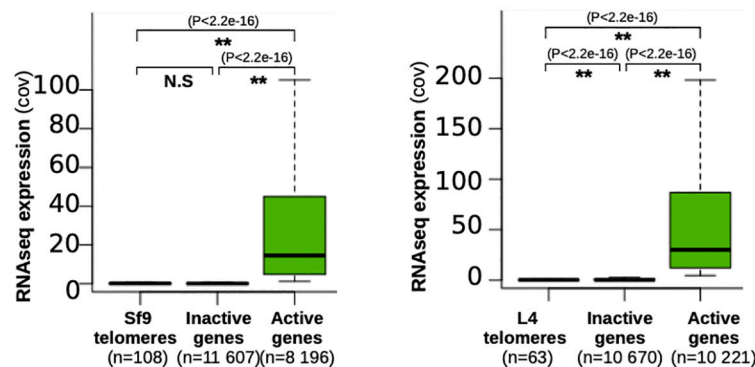 (P<2.2e-16)
**
(P<2.2e-16)
N.S
**
RNAseq expression (cov)
100
80
60
40
20
0
Sf9 telomeres (n=108)
Inactive genes (n=11 607)
Active genes (n=8 196)
(P<2.2e-16)
**
(P<2.2e-16)
(P<2.2e-16)
**
**
RNAseq expression (cov)
200
150
100
50
0
L4 telomeres (n=63)
Inactive genes (n=10 670)
Active genes (n=10 221)